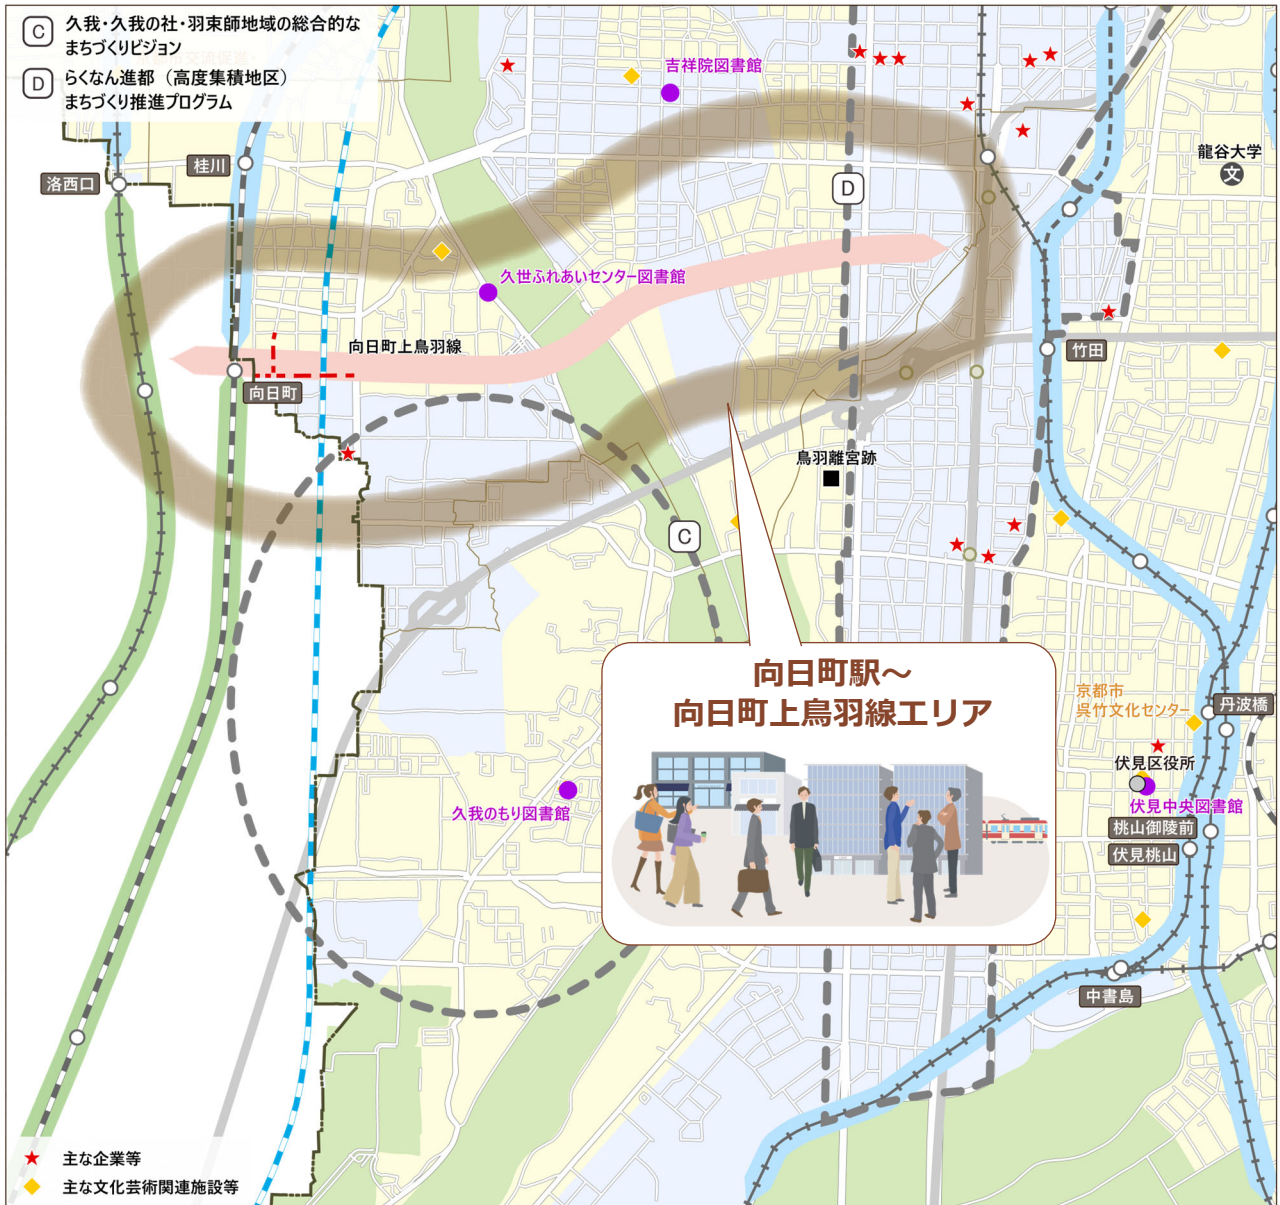 C 久我・久我の杜・羽束師地域の総合的な
まちづくりビジョン
D らくなん進都（高度集積地区）
まちづくり推進プログラム
吉祥院図書館
龍谷大学
文
桂川
洛西口
D
久世ふれあいセンター図書館
向日町上鳥羽線
竹田
向日町
鳥羽離宮跡
C
向日町駅～
向日町上鳥羽線エリア
京都市
呉竹文化センター
丹波橋
伏見区役所
伏見中央図書館
久我のもり図書館
桃山御陵前
伏見桃山
中書島
主な企業等
主な文化芸術関連施設等